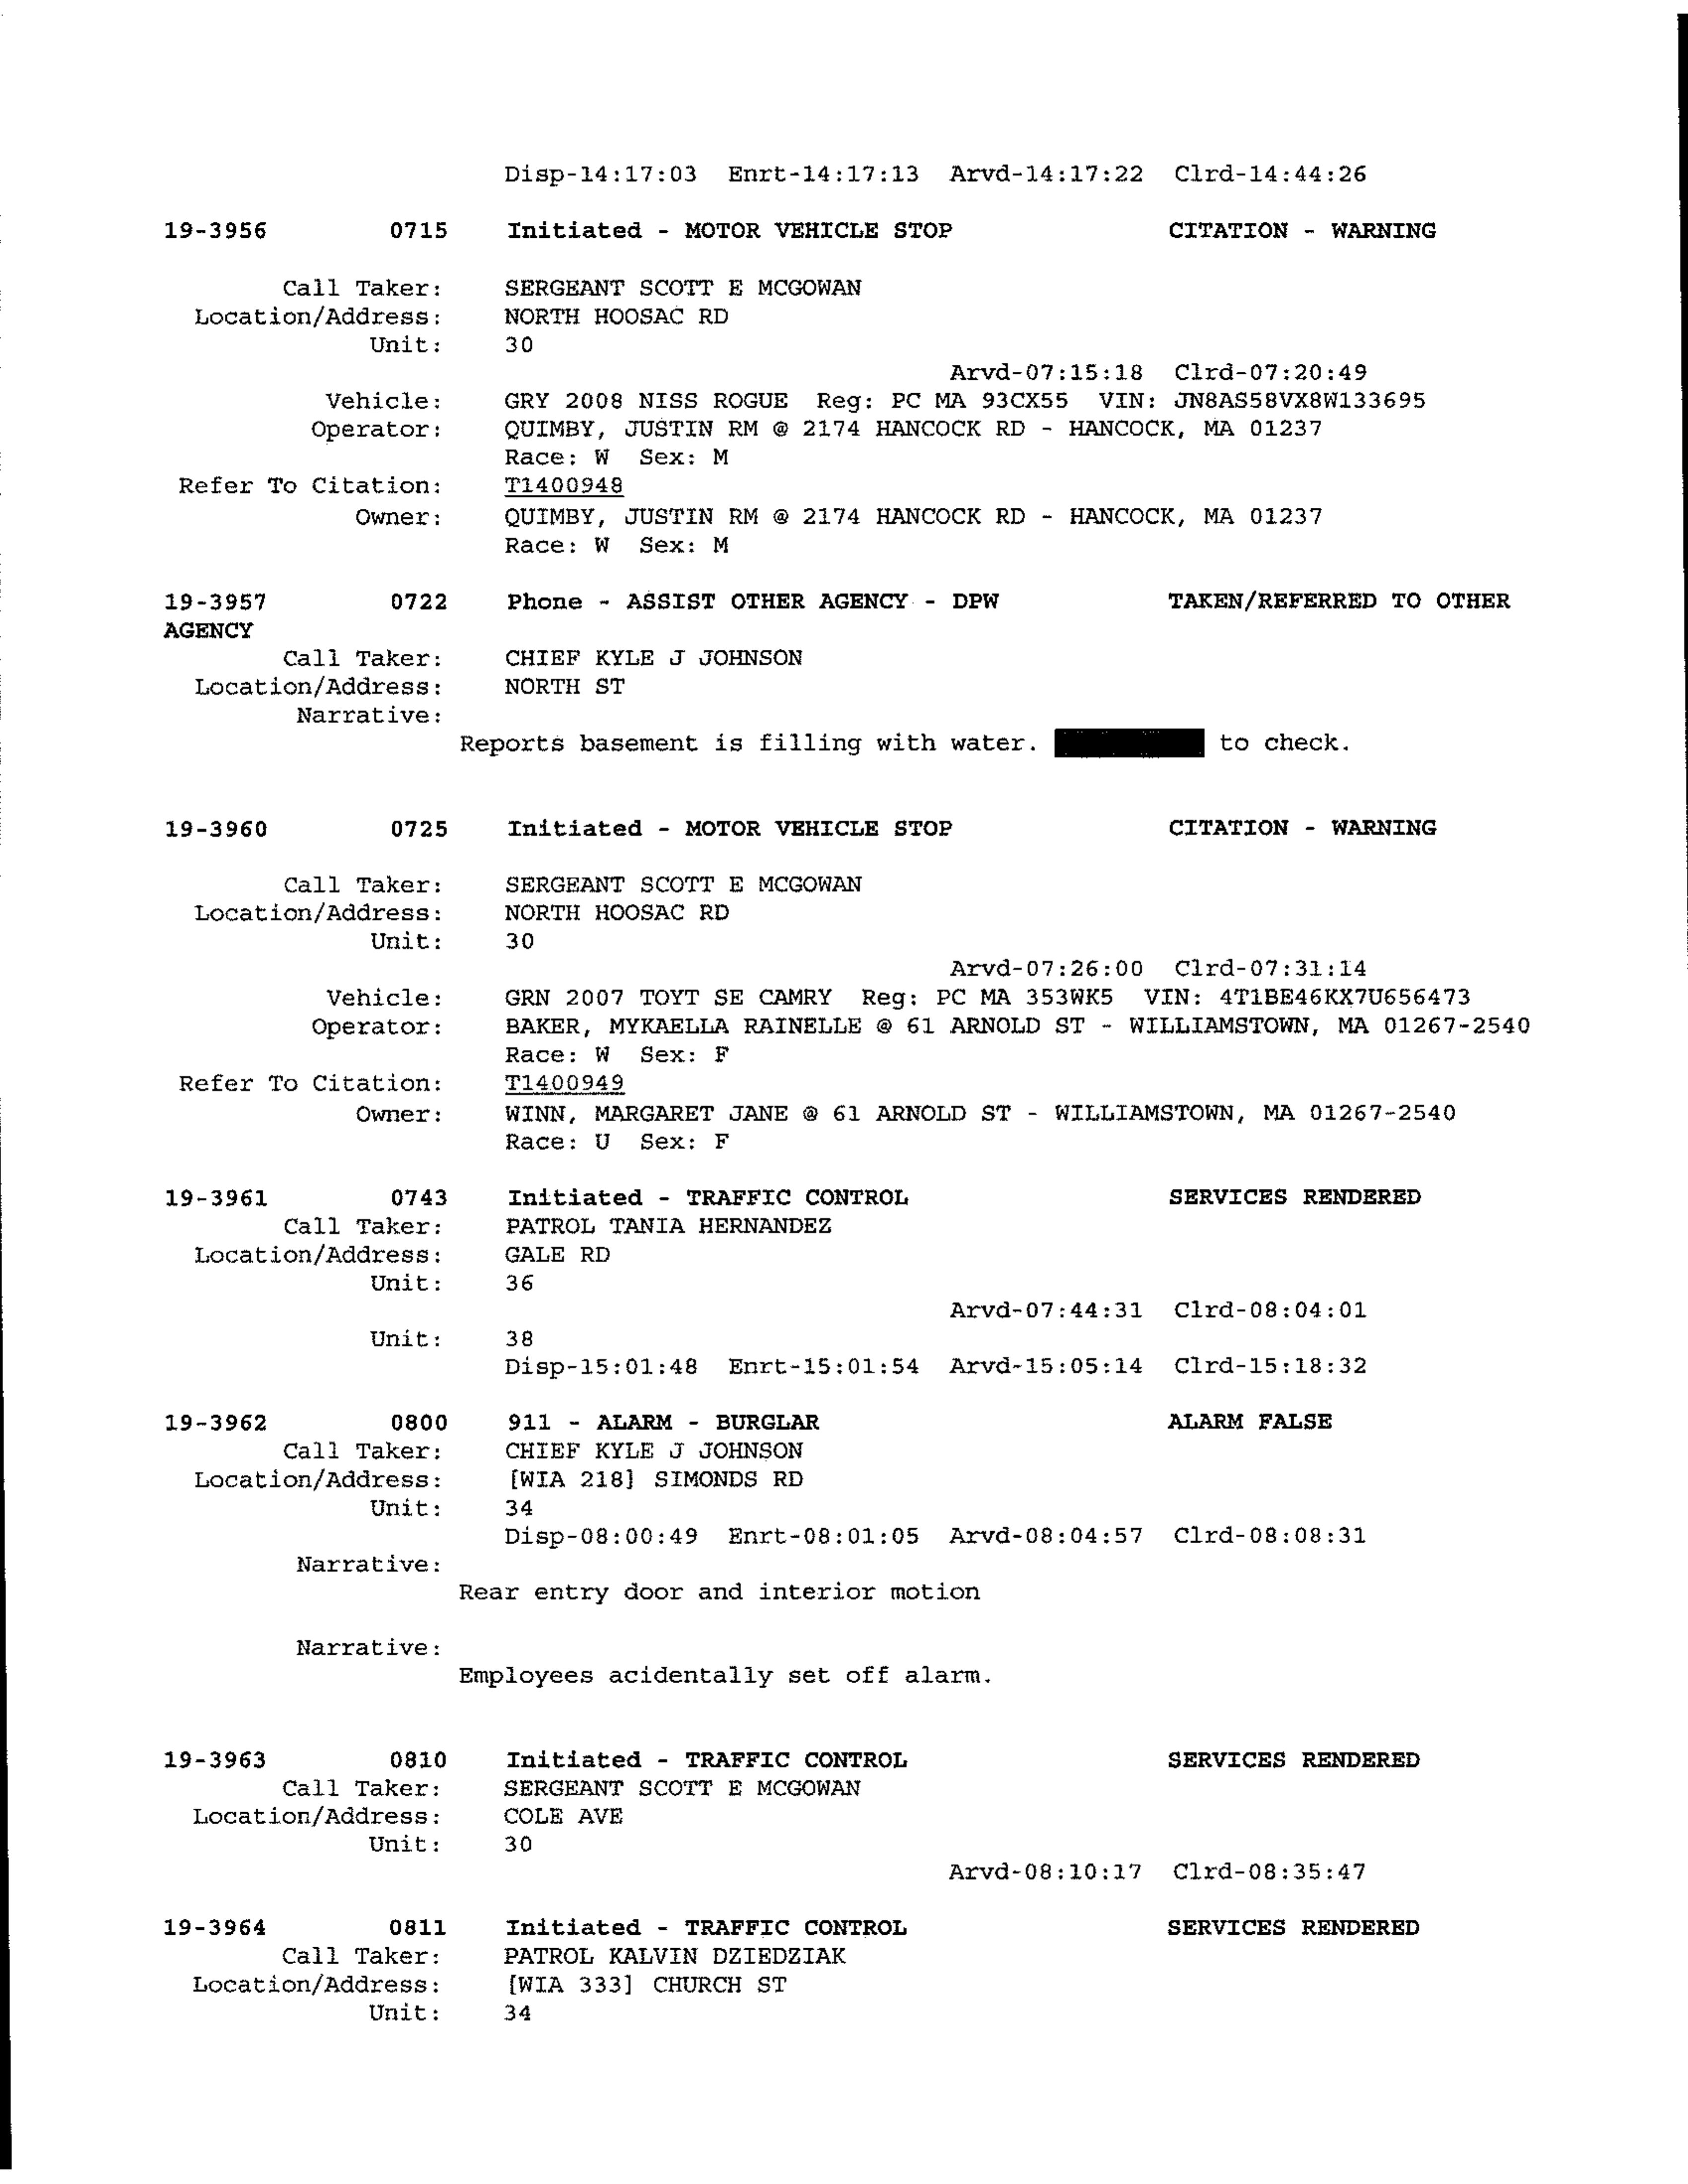 Disp-14:17:03 Enrt-14:17:13 Arvd-14:17:22 Clrd-14:44:26
19-3956 0715 Initiated - MOTOR VEHICLE STOP CITATION - WARNING
Call Taker: SERGEANT SCOTT E MCGOWAN
Location/Address: NORTH HOOSAC RD
Unit: 30
Arvd-07:15:18 Clrd-07:20:49
Vehicle: GRY 2008 NISS ROGUE Reg: PC MA 93CX55 VIN: JN8AS58VX8W133695
Operator: QUIMBY, JUSTIN RM @ 2174 HANCOCK RD - HANCOCK, MA 01237
Race: W Sex: M
Refer To Citation: T1400948
Owner: QUIMBY, JUSTIN RM @ 2174 HANCOCK RD - HANCOCK, MA 01237
Race: W Sex: M
19-3957 0722 Phone - ASSIST OTHER AGENCY - DPW TAKEN/REFERRED TO OTHER
AGENCY
Call Taker: CHIEF KYLE J JOHNSON
Location/Address: NORTH ST
Narrative:
Reports basement is filling with water. to check.
19-3960 0725 Initiated - MOTOR VEHICLE STOP CITATION - WARNING
Call Taker: SERGEANT SCOTT E MCGOWAN
Location/Address: NORTH HOOSAC RD
Unit: 30
Arvd-07:26:00 Clrd-07:31:14
Vehicle: GRN 2007 TOYT SE CAMRY Reg: PC MA 353WK5 VIN: 4T1BE46KX7U656473
Operator: BAKER, MYKAELLA RAINELLE @ 61 ARNOLD ST - WILLIAMSTOWN, MA 01267-2540
Race: W Sex: F
Refer To Citation: T1400949
Owner: WINN, MARGARET JANE @ 61 ARNOLD ST - WILLIAMSTOWN, MA 01267-2540
Race: U Sex: F
19-3961 0743 Initiated - TRAFFIC CONTROL SERVICES RENDERED
Call Taker: PATROL TANIA HERNANDEZ
Location/Address: GALE RD
Unit: 36
Arvd-07:44:31 Clrd-08:04:01
Unit: 38
Disp-15:01:48 Enrt-15:01:54 Arvd-15:05:14 Clrd-15:18:32
19-3962 0800 911 - ALARM - BURGLAR ALARM FALSE
Call Taker: CHIEF KYLE J JOHNSON
Location/Address: [WIA 218] SIMONDS RD
Unit: 34
Disp-08:00:49 Enrt-08:01:05 Arvd-08:04:57 Clrd-08:08:31
Narrative:
Rear entry door and interior motion
Narrative:
Employees acidentally set off alarm.
19-3963 0810 Initiated - TRAFFIC CONTROL SERVICES RENDERED
Call Taker: SERGEANT SCOTT E MCGOWAN
Location/Address: COLE AVE
Unit: 30
Arvd-08:10:17 Clrd-08:35:47
19-3964 0811 Initiated - TRAFFIC CONTROL SERVICES RENDERED
Call Taker: PATROL KALVIN DZIEDZIAK
Location/Address: [WIA 333] CHURCH ST
Unit: 34